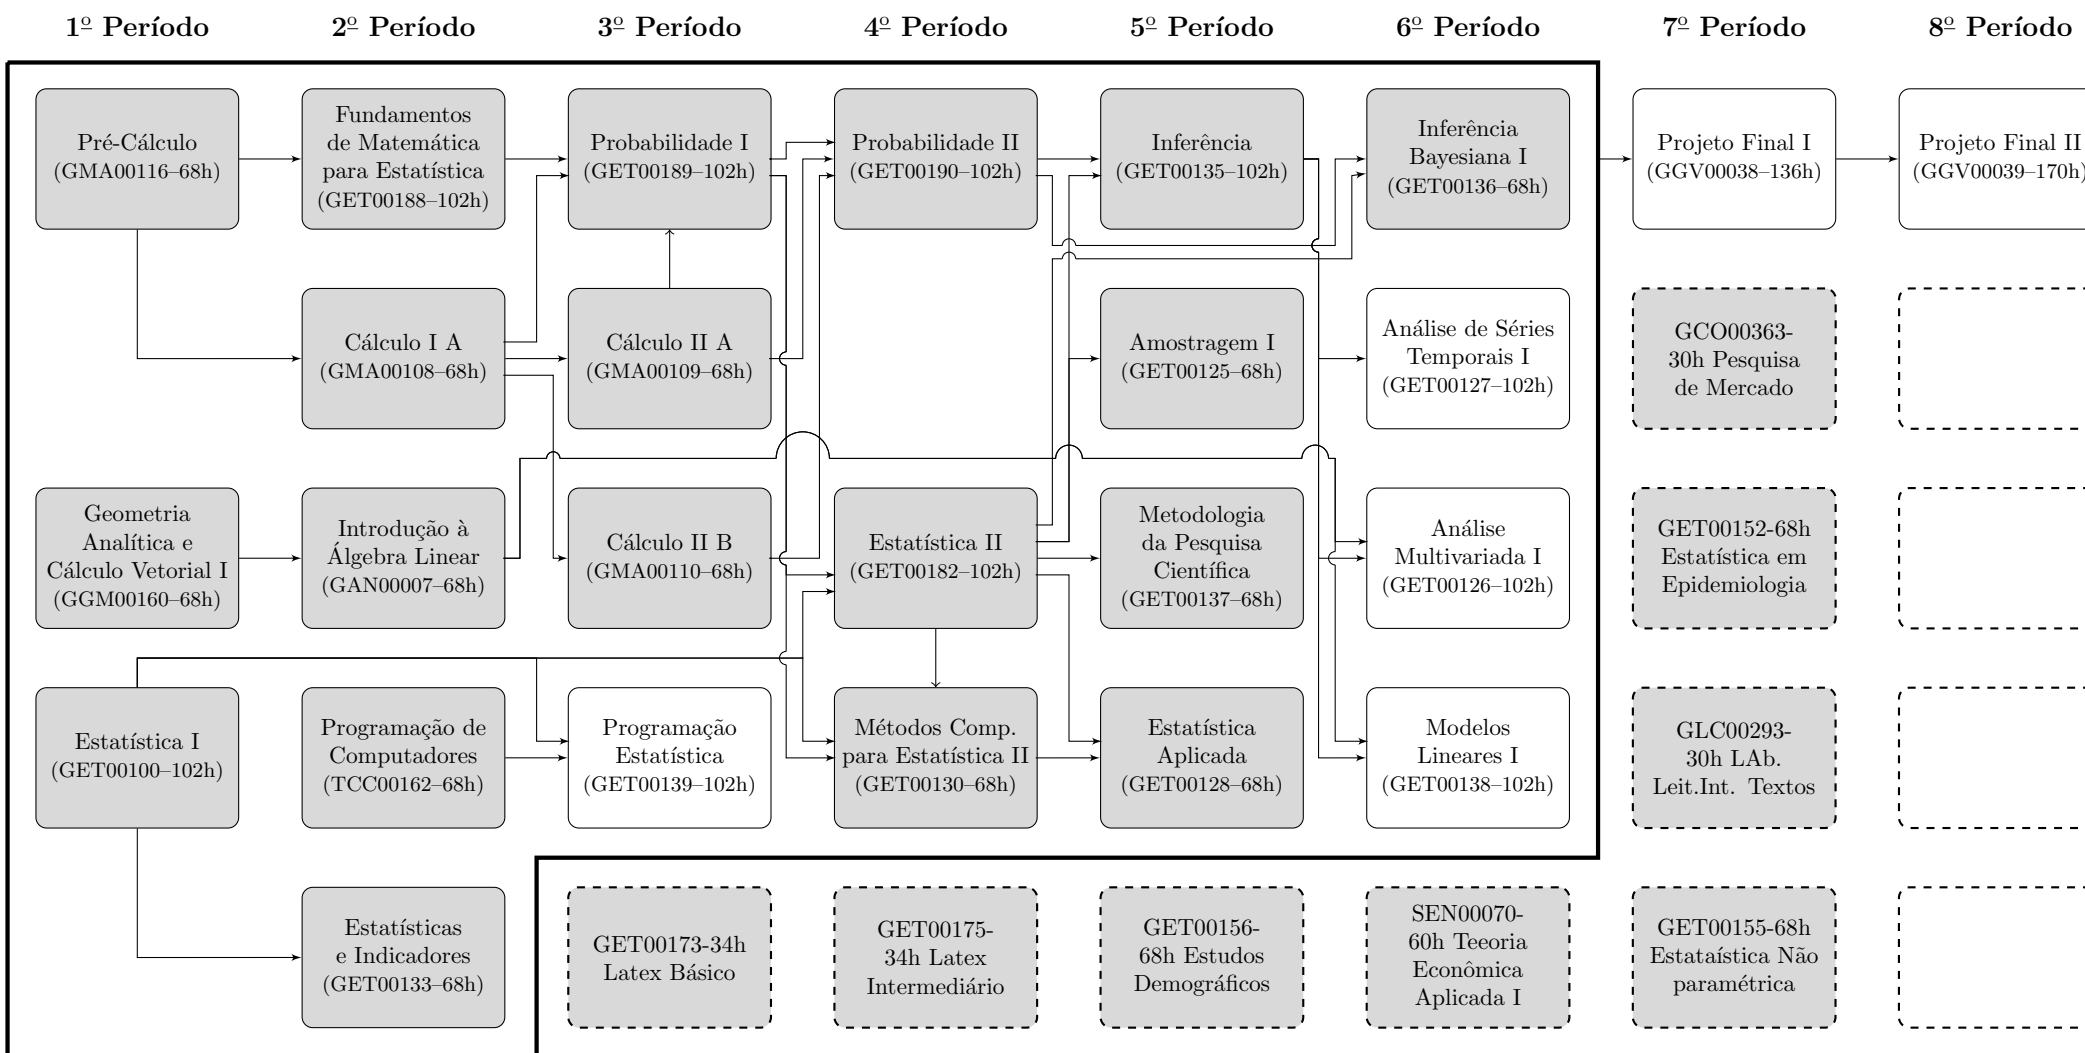 1º Período
2º Período
3º Período
4º Período
5º Período
6º Período
7º Período
8º Período
Pré-Cálculo
(GMA00116–68h)
Fundamentos
de Matemática
para Estatística
(GET00188–102h)
Probabilidade I
(GET00189–102h)
Probabilidade II
(GET00190–102h)
Inferência
(GET00135–102h)
Inferência
Bayesiana I
(GET00136–68h)
Projeto Final I
(GGV00038–136h)
Projeto Final II
(GGV00039–170h)
Cálculo I A
(GMA00108–68h)
Cálculo II A
(GMA00109–68h)
Amostragem I
(GET00125–68h)
Análise de Séries
Temporais I
(GET00127–102h)
GCO00363-
30h Pesquisa
de Mercado
Geometria
Analítica e
Cálculo Vetorial I
(GGM00160–68h)
Introdução à
Álgebra Linear
(GAN00007–68h)
Cálculo II B
(GMA00110–68h)
Estatística II
(GET00182–102h)
Metodologia
da Pesquisa
Científica
(GET00137–68h)
Análise
Multivariada I
(GET00126–102h)
GET00152-68h
Estatística em
Epidemiologia
Estatística I
(GET00100–102h)
Programação de
Computadores
(TCC00162–68h)
Programação
Estatística
(GET00139–102h)
Métodos Comp.
para Estatística II
(GET00130–68h)
Estatística
Aplicada
(GET00128–68h)
Modelos
Lineares I
(GET00138–102h)
GLC00293-
30h LAb.
Leit.Int. Textos
Estatísticas
e Indicadores
(GET00133–68h)
GET00173-34h
Latex Básico
GET00175-
34h Latex
Intermediário
GET00156-
68h Estudos
Demográficos
SEN00070-
60h Teeoria
Econômica
Aplicada I
GET00155-68h
Estataística Não
paramétrica